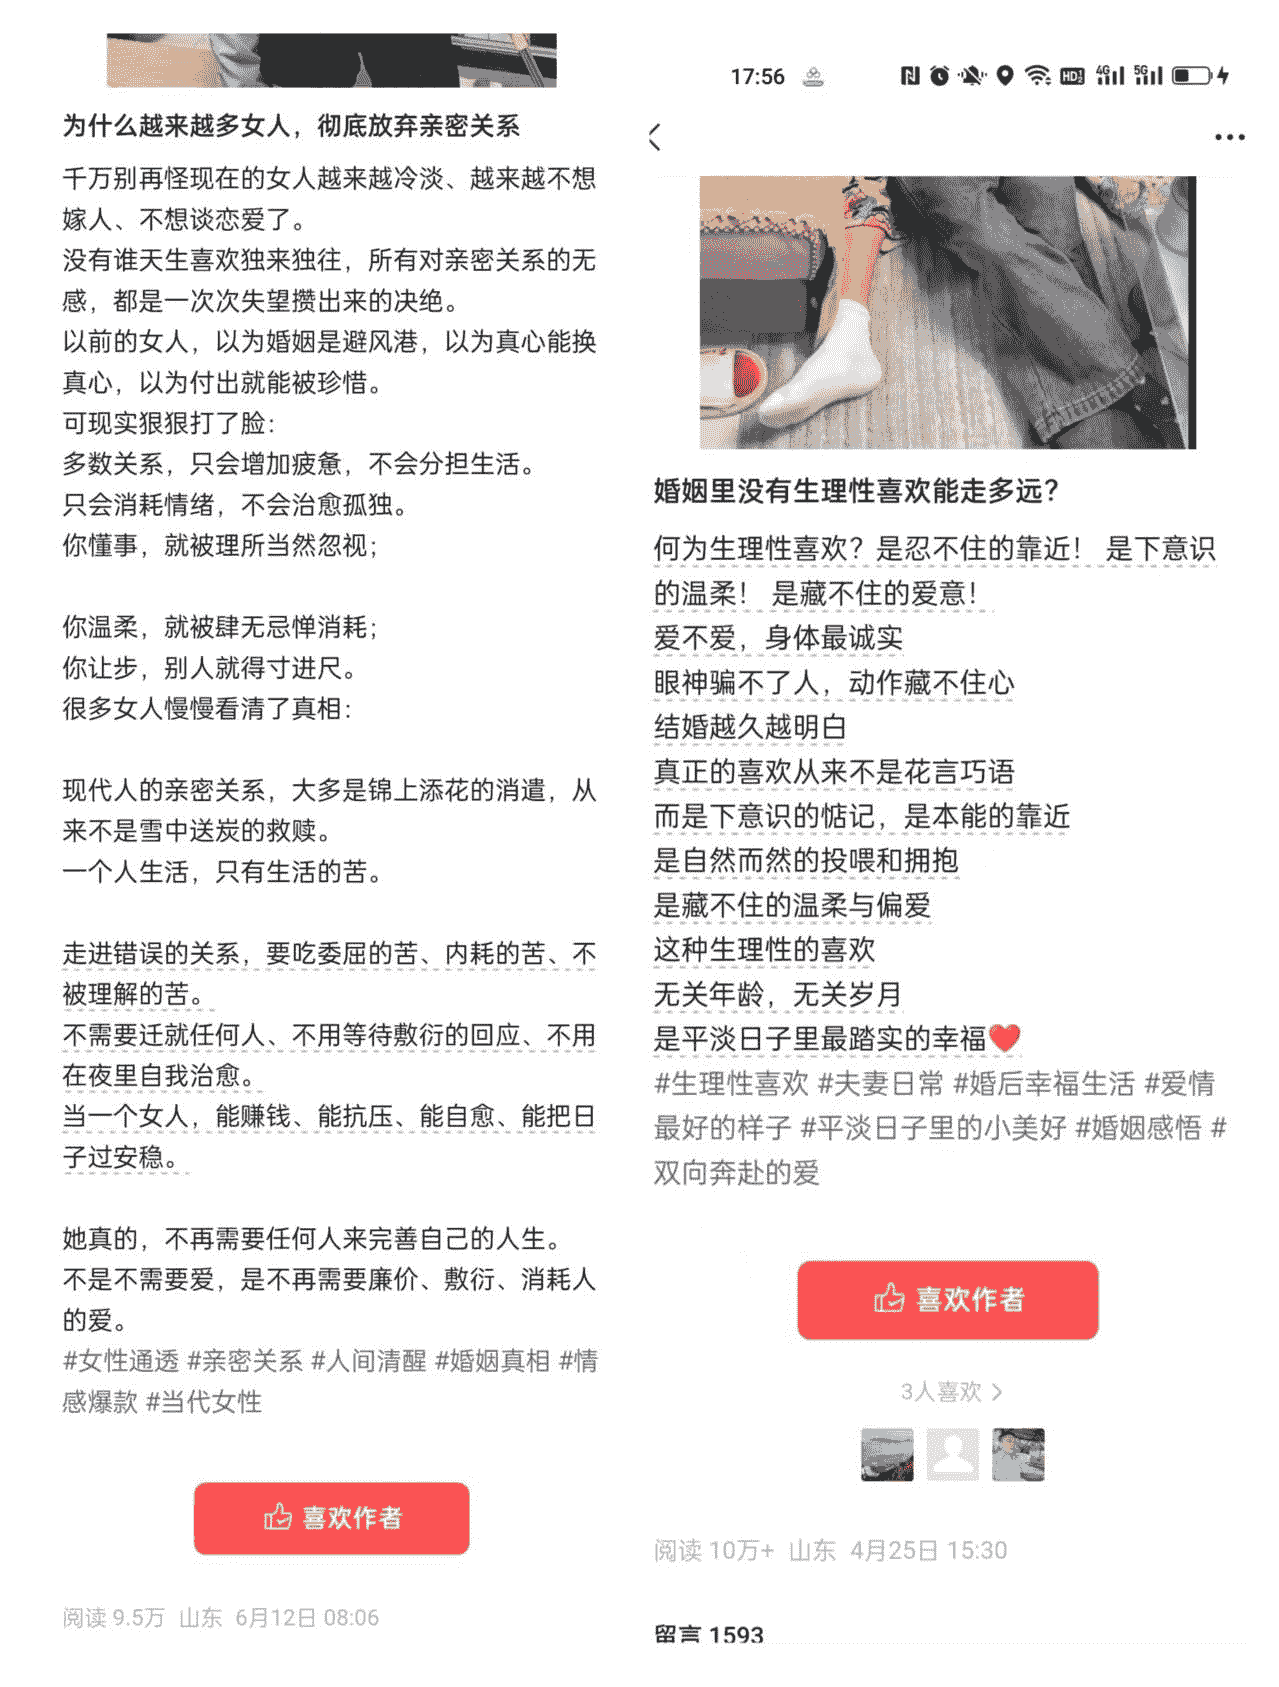 为什么越来越多女人，彻底放弃亲密关系
千万别再怪现在的女人越来越冷淡、越来越不想
嫁人、不想谈恋爱了。
没有谁天生喜欢独来独往，所有对亲密关系的无
感，都是一次次失望攒出来的决绝。
以前的女人，以为婚姻是避风港，以为真心能换
真心，以为付出就能被珍惜。
可现实狠狠打了脸：
多数关系，只会增加疲惫，不会分担生活。
只会消耗情绪，不会治愈孤独。
你懂事，就被理所当然忽视；
你温柔，就被肆无忌惮消耗；
你让步，别人就得寸进尺。
很多女人慢慢看清了真相：
现代人的亲密关系，大多是锦上添花的消遣，从
来不是雪中送炭的救赎。
一个人生活，只有生活的苦。
走进错误的关系，要吃委屈的苦、内耗的苦、不
被理解的苦。
不需要迁就任何人、不用等待敷衍的回应、不用
在夜里自我治愈。
当一个女人，能赚钱、能抗压、能自愈、能把日
子过安稳。
她真的，不再需要任何人来完善自己的人生。
不是不需要爱，是不再需要廉价、敷衍、消耗人
的爱。
#女性通透 #亲密关系 #人间清醒 #婚姻真相 #情
感爆款 #当代女性
喜欢作者
阅读 9.5万 山东 6月12日 08:06
17:56
HD 4G 5G
婚姻里没有生理性喜欢能走多远？
何为生理性喜欢？是忍不住的靠近！ 是下意识
的温柔！ 是藏不住的爱意！
爱不爱，身体最诚实
眼神骗不了人，动作藏不住心
结婚越久越明白
真正的喜欢从来不是花言巧语
而是下意识的惦记，是本能的靠近
是自然而然的投喂和拥抱
是藏不住的温柔与偏爱
这种生理性的喜欢
无关年龄，无关岁月
是平淡日子里最踏实的幸福❤️
#生理性喜欢 #夫妻日常 #婚后幸福生活 #爱情
最好的样子 #平淡日子里的小美好 #婚姻感悟 #
双向奔赴的爱
喜欢作者
3人喜欢 >
阅读 10万+ 山东 4月25日 15:30
留言 1593